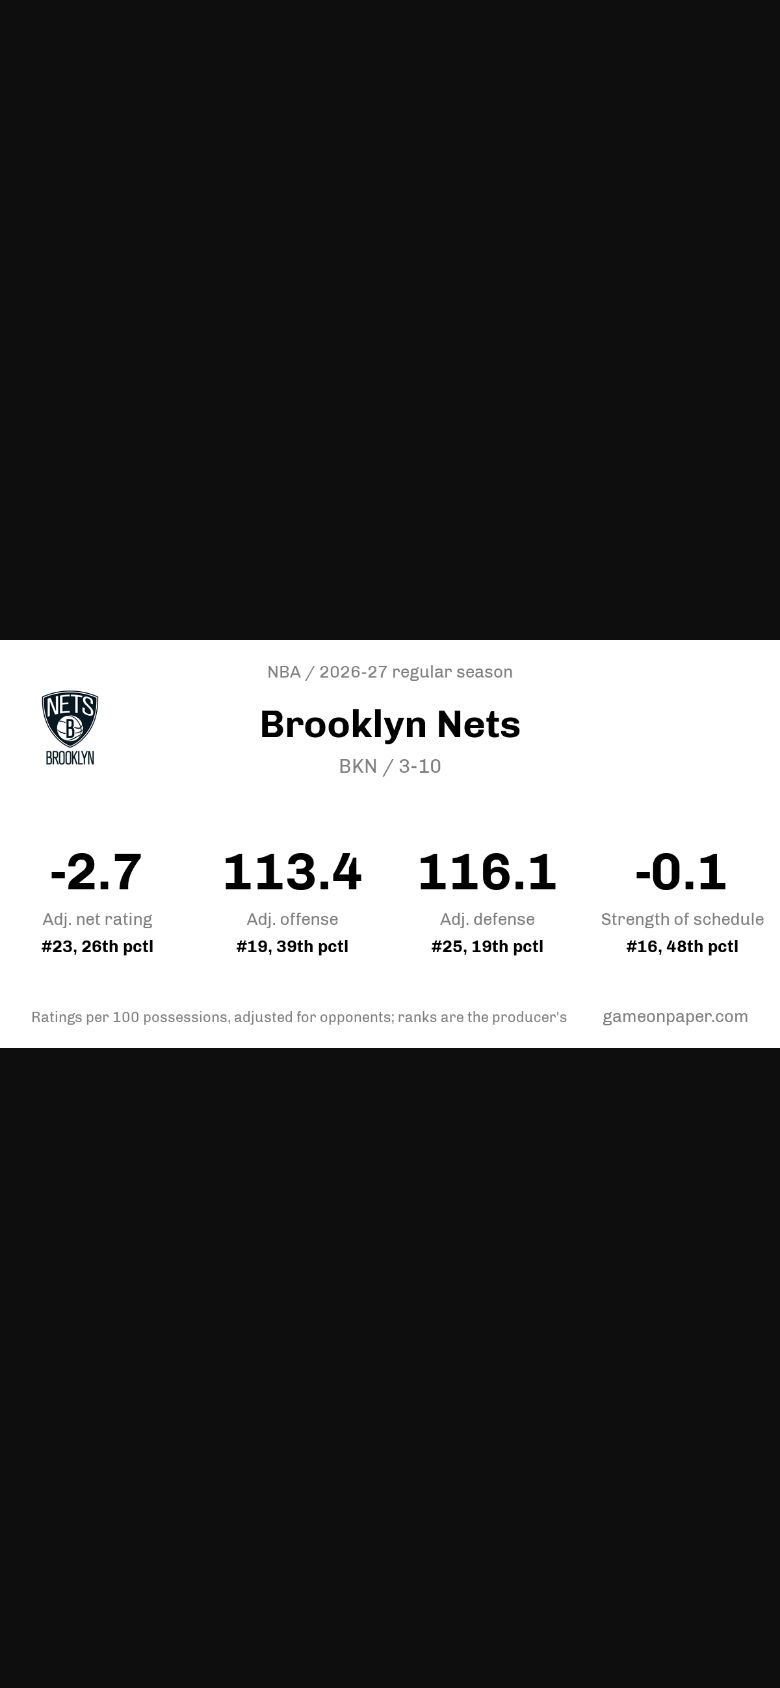 NBA / 2026-27 regular season
NETS
B
BROOKLYN
Brooklyn Nets
BKN / 3-10
-2.7 113.4 116.1 -0.1
Adj. net rating Adj. offense Adj. defense Strength of schedule
#23, 26th pctl #19, 39th pctl #25, 19th pctl #16, 48th pctl
Ratings per 100 possessions, adjusted for opponents; ranks are the producer's gameonpaper.com